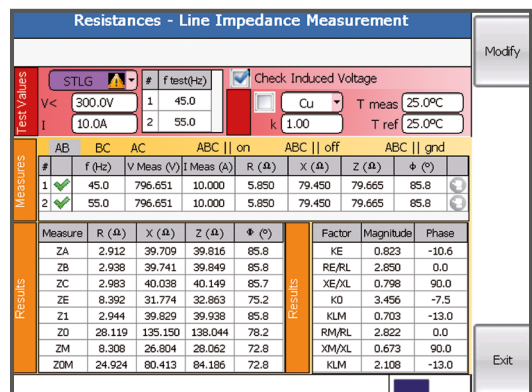 Resistances - Line Impedance Measurement
Modify
Test Values
STLG
# f test(Hz)
Check Induced Voltage
V< 300.0V
1 45.0
Cu
T meas 25.0ºC
I 10.0A
2 55.0
k 1.00
T ref 25.0ºC
Measures
AB BC AC ABC || on ABC || off ABC || gnd
# f (Hz) V Meas (V) I Meas (A) R (Ω) X (Ω) Z (Ω) ϕ (º)
1 45.0 796.651 10.000 5.850 79.450 79.665 85.8
2 55.0 796.651 10.000 5.850 79.450 79.665 85.8
Results
Measure R (Ω) X (Ω) Z (Ω) Φ (º)
ZA 2.912 39.709 39.816 85.8
ZB 2.938 39.741 39.849 85.8
ZC 2.983 40.038 40.149 85.7
ZE 8.392 31.774 32.863 75.2
Z1 2.944 39.829 39.938 85.8
Z0 28.119 135.150 138.044 78.2
ZM 8.308 26.804 28.062 72.8
Z0M 24.924 80.413 84.186 72.8
Results
Factor Magnitude Phase
KE 0.823 -10.6
RE/RL 2.850 0.0
XE/XL 0.798 90.0
K0 3.456 -7.5
KLM 0.703 -13.0
RM/RL 2.822 0.0
XM/XL 0.673 90.0
KLM 2.108 -13.0
Exit